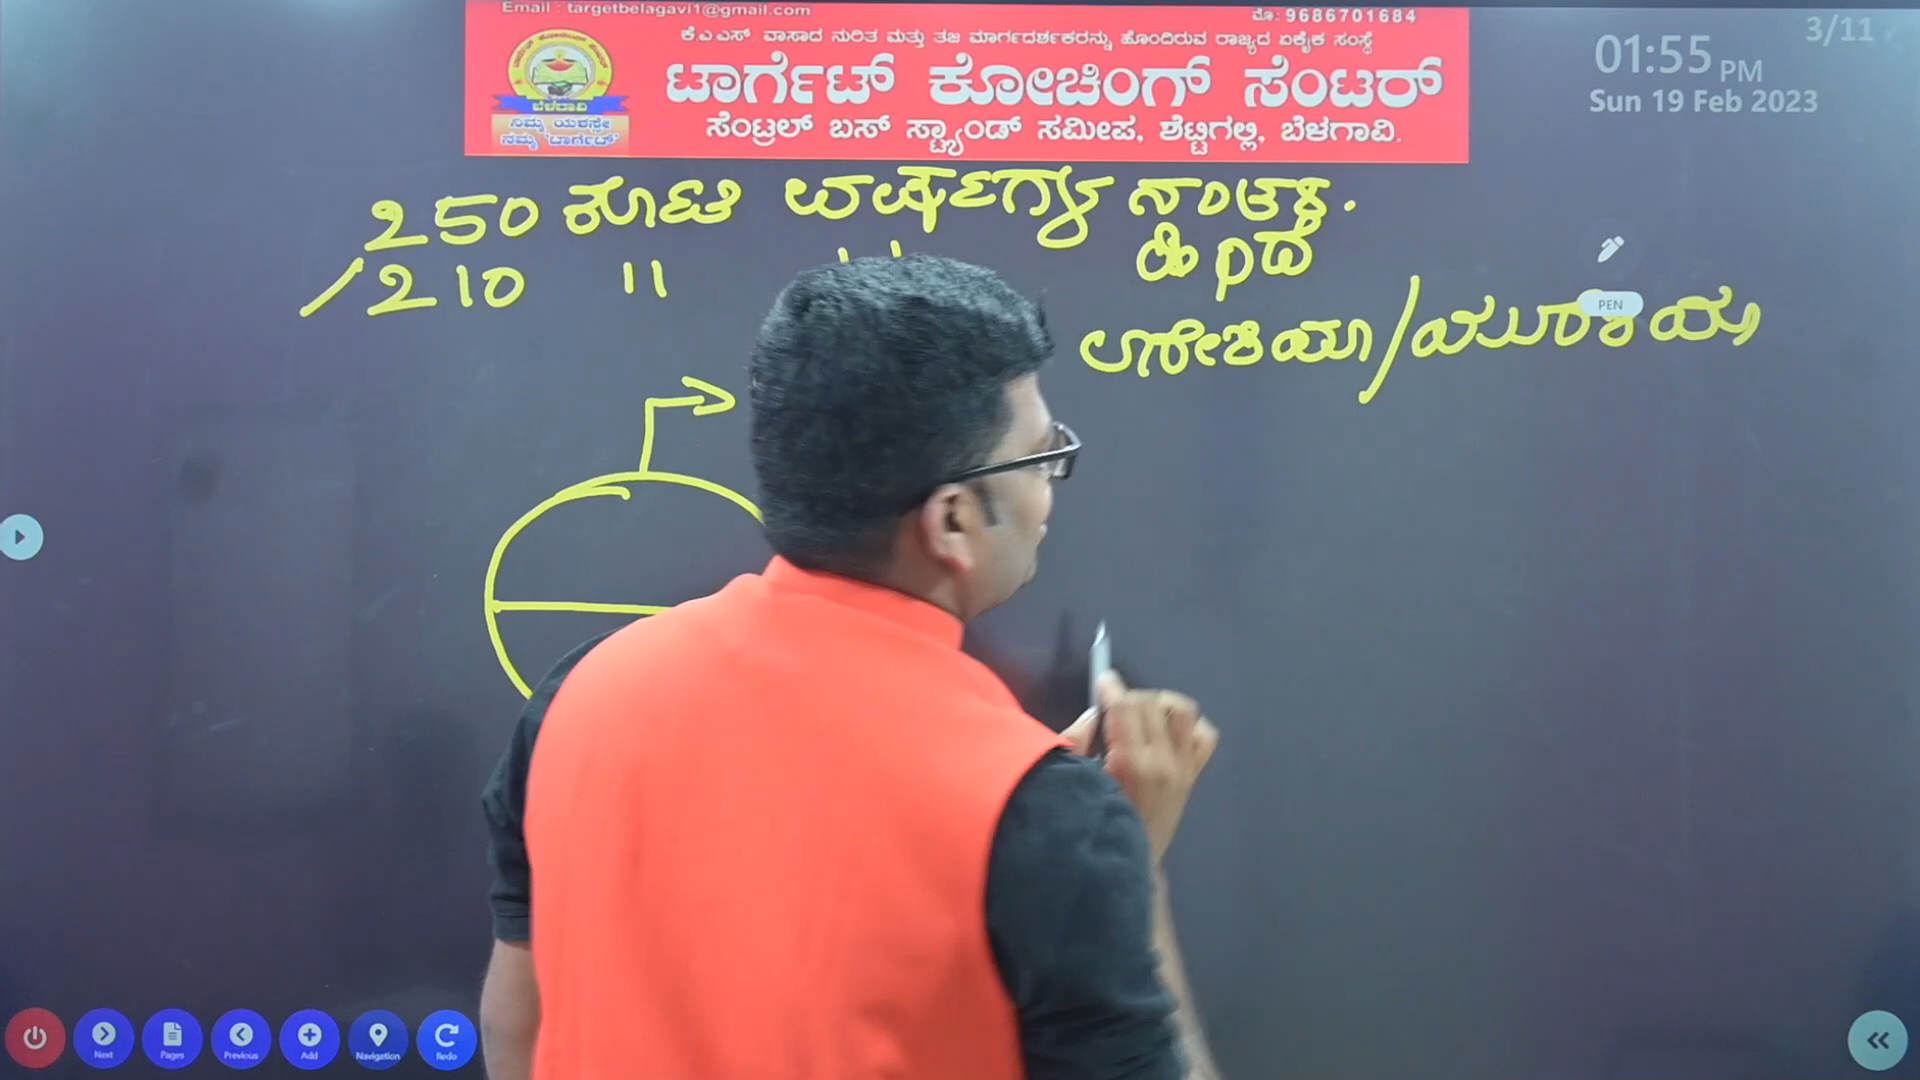 Email : targetbelagavi1@gmail.com
ಮೊ: 9686701684
ಕೆ.ಎ.ಎಸ್ ವಾಸಾದ ನುರಿತ ಮತ್ತು ತಜ್ಞ ಮಾರ್ಗದರ್ಶಕರನ್ನು ಹೊಂದಿರುವ ರಾಜ್ಯದ ಏಕೈಕ ಸಂಸ್ಥೆ
ಟಾರ್ಗೆಟ್ ಕೋಚಿಂಗ್ ಸೆಂಟರ್
ಸೆಂಟ್ರಲ್ ಬಸ್ ಸ್ಟ್ಯಾಂಡ್ ಸಮೀಪ, ಶೆಟ್ಟಿಗಲ್ಲಿ, ಬೆಳಗಾವಿ.
ಬೆಳಗಾವಿ
ನಿಮ್ಮ ಯಶಸ್ಸೇ
ನಮ್ಮ 'ಟಾರ್ಗೆಟ್'
3/11
01:55 PM
Sun 19 Feb 2023
250 ಕೋಟಿ ವರ್ಷಗಳ
ಹಿಂದೆ
210 "
PEN
Next
Pages
Previous
Add
Navigation
Redo